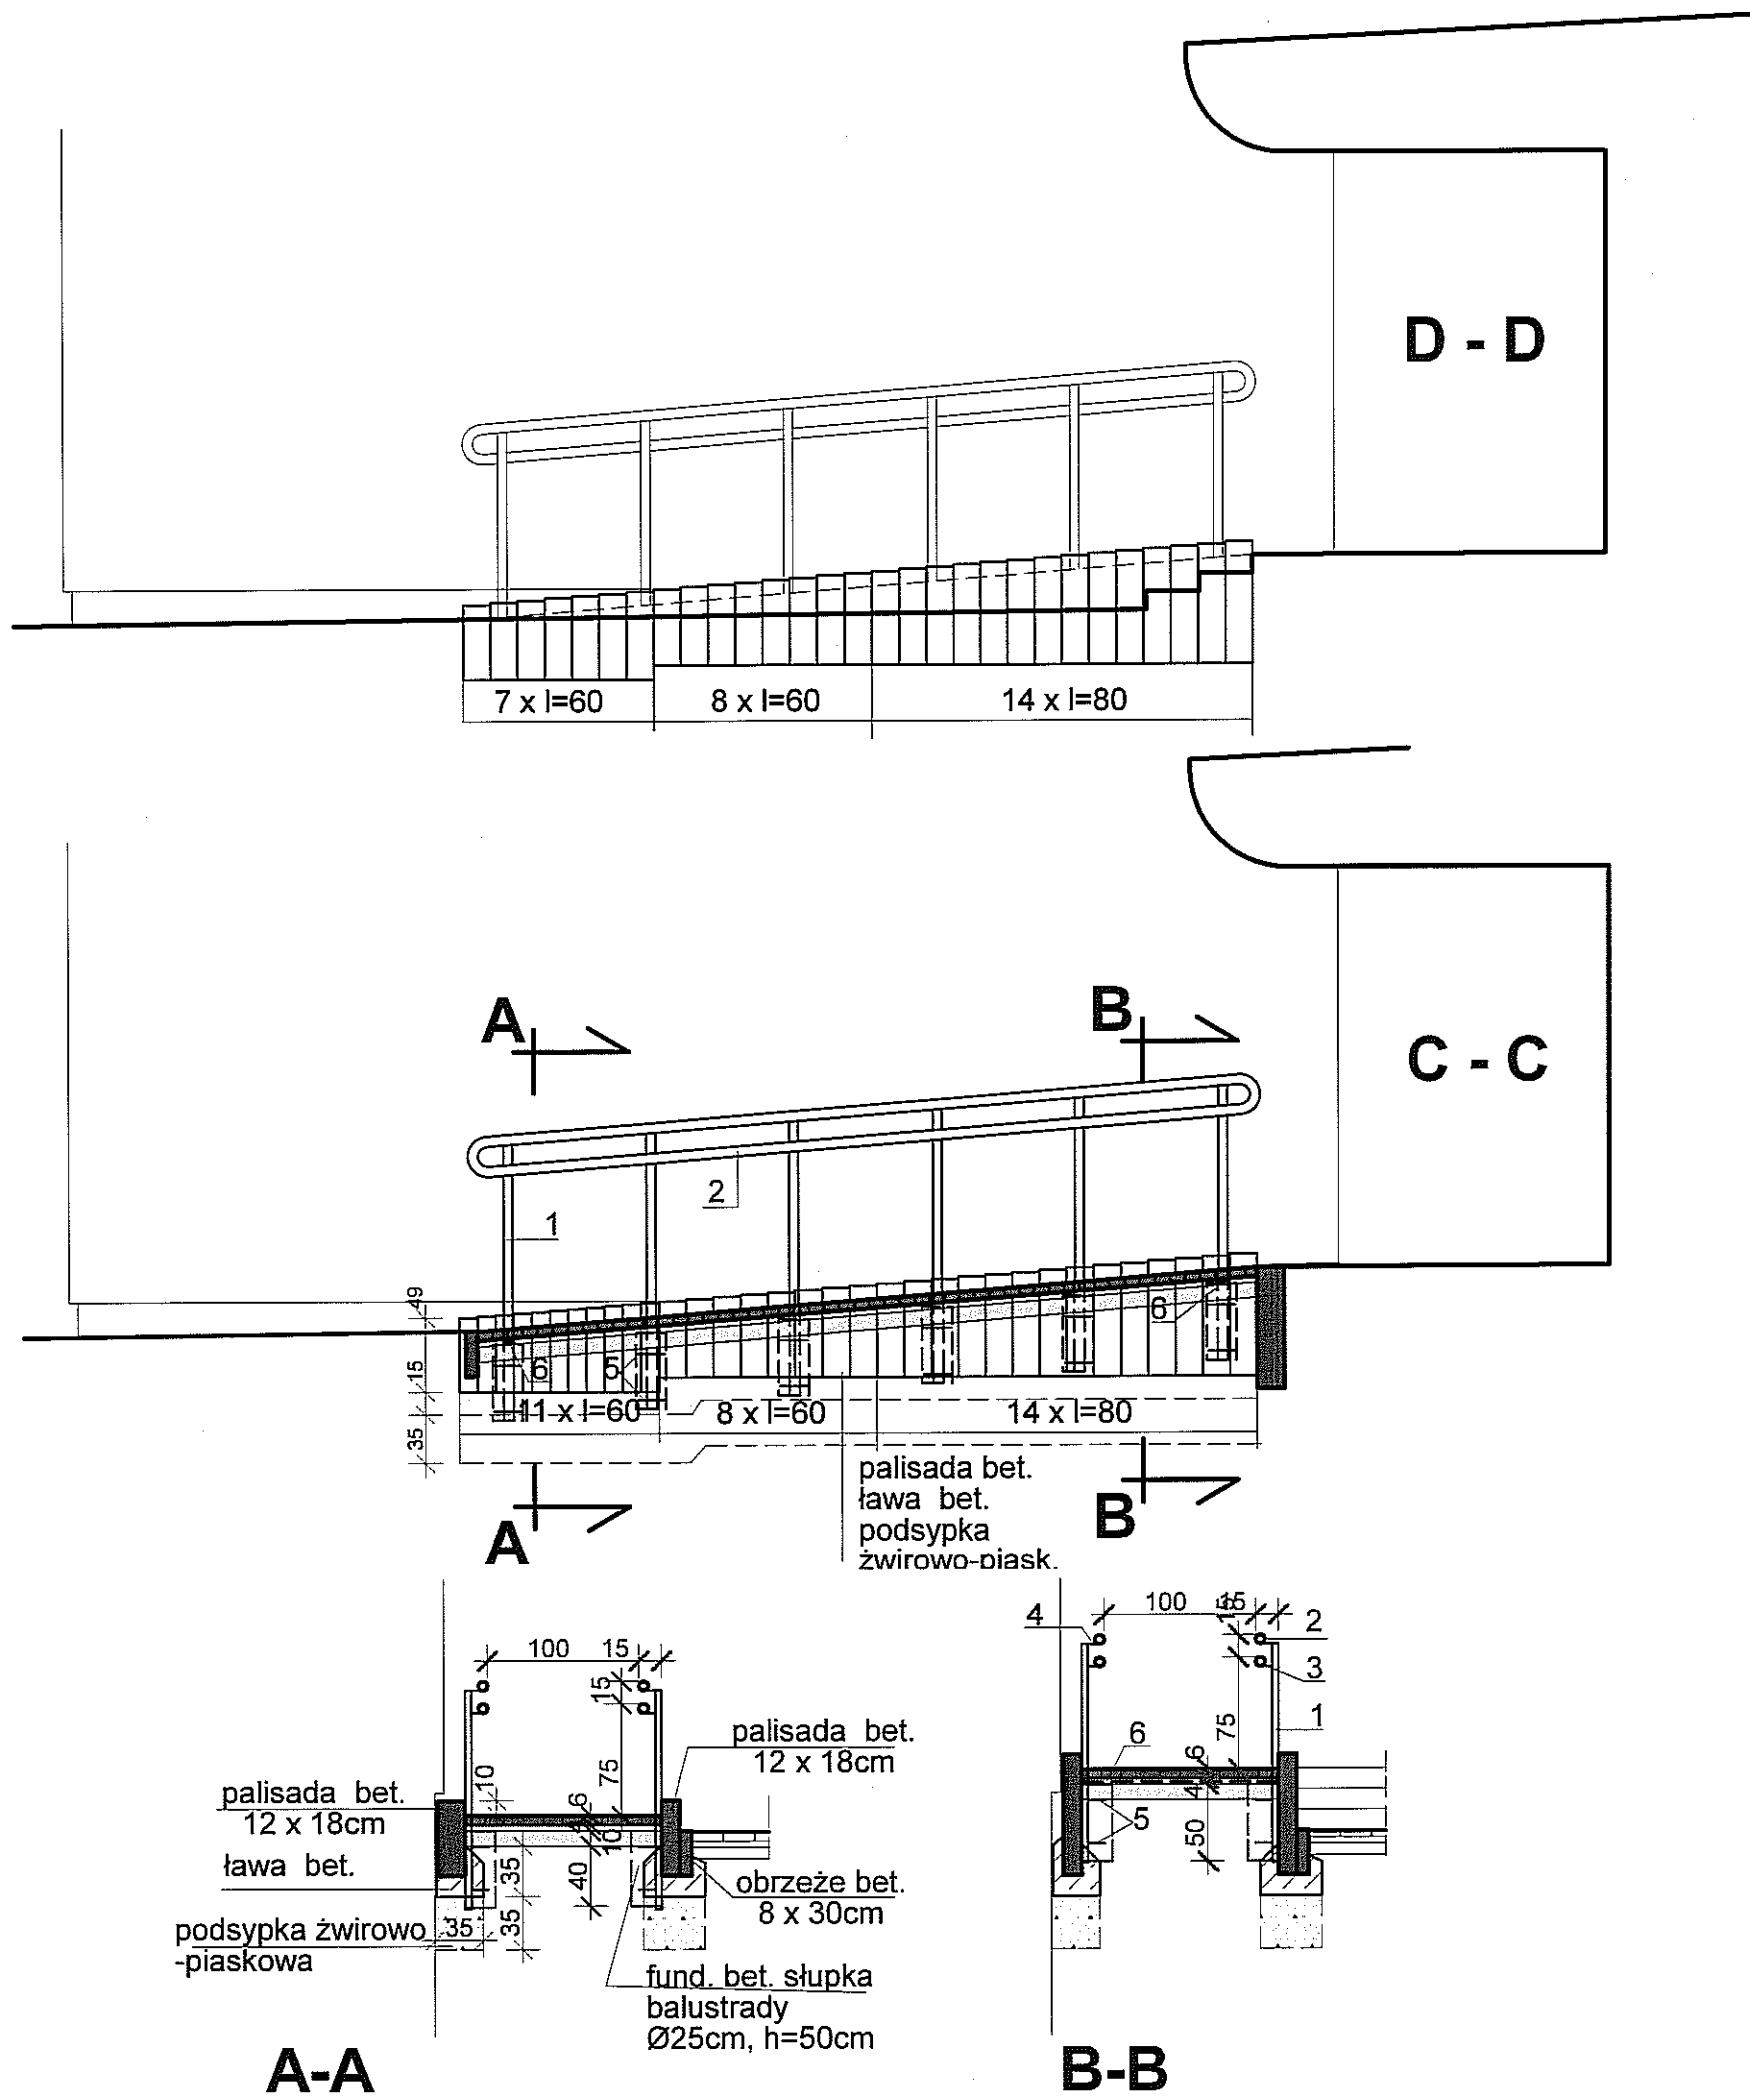 D - D
7 x l=60
8 x l=60
14 x l=80
A
B
C - C
2
1
49
15
35
6
5
6
11 x l=60
8 x l=60
14 x l=80
palisada bet.
ława bet.
podsypka
żwirowo-piask.
A
B
100
15
15
10
75
6
4
10
35
40
35
35
palisada bet.
12 x 18cm
palisada bet.
12 x 18cm
ława bet.
obrzeże bet.
8 x 30cm
podsypka żwirowo
-piaskowa
fund. bet. słupka
balustrady
Ø25cm, h=50cm
A-A
100
15
15
4
2
3
1
75
6
6
4
5
50
B-B